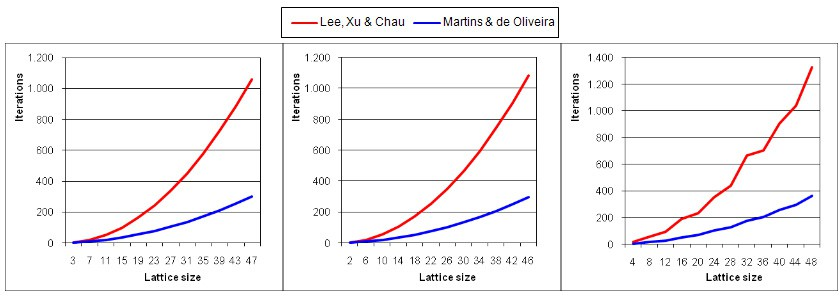 Lee, Xu & Chau Martins & de Oliveira
Iterations
1.200
1.000
800
600
400
200
0
3 7 11 15 19 23 27 31 35 39 43 47
Lattice size
Iterations
1.200
1.000
800
600
400
200
0
2 6 10 14 18 22 26 30 34 38 42 46
Lattice size
Iterations
1.400
1.200
1.000
800
600
400
200
0
4 8 12 16 20 24 28 32 36 40 44 48
Lattice size